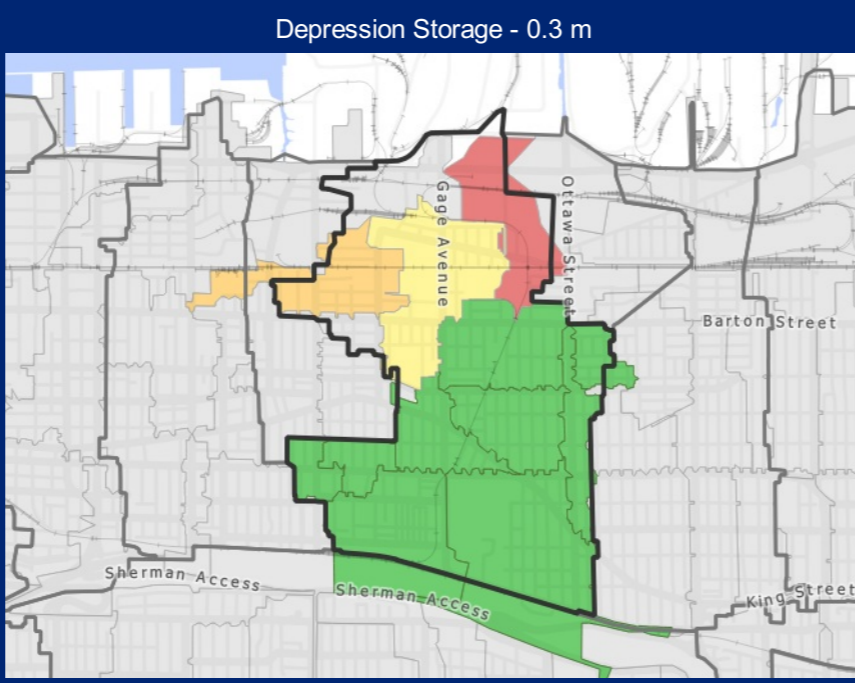 Depression Storage - 0.3 m
Gage Avenue
Ottawa Street
Barton Street
Sherman Access
Sherman Access
King Street